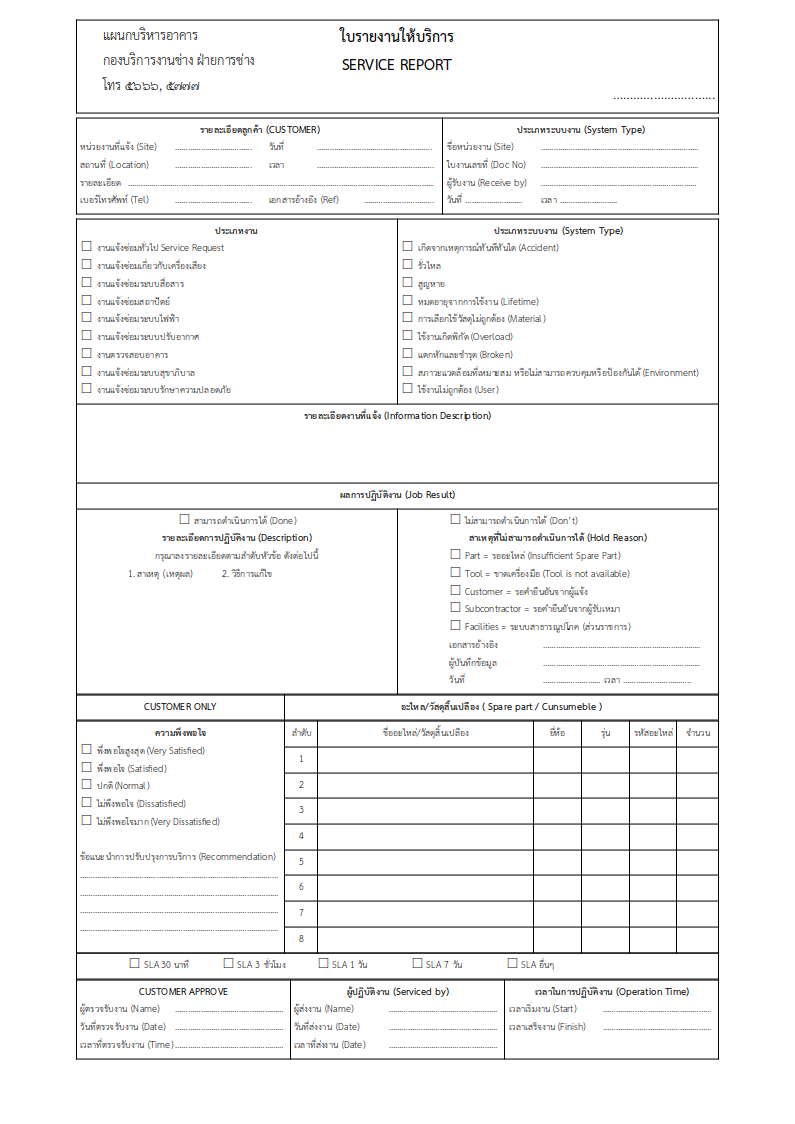 แผนกบริหารอาคาร
ใบรายงานให้บริการ
กองบริการงานช่าง ฝ่ายการช่าง
SERVICE REPORT
โทร ๕๖๖๖, ๕๗๗๗
..............................
รายละเอียดลูกค้า (CUSTOMER)
ประเภทระบบงาน (System Type)
หน่วยงานที่แจ้ง (Site) .............................. วันที่ ..............................
ชื่อหน่วยงาน (Site) ..............................
สถานที่ (Location) .............................. เวลา ..............................
ใบงานเลขที่ (Doc No) ..............................
รายละเอียด ..............................
ผู้รับงาน (Receive by) ..............................
เบอร์โทรศัพท์ (Tel) .............................. เอกสารอ้างอิง (Ref) ..............................
วันที่ ...................... เวลา ......................
ประเภทงาน
ประเภทระบบงาน (System Type)
☐ งานแจ้งซ่อมทั่วไป Service Request
☐ เกิดจากเหตุการณ์ทันทีทันใด (Accident)
☐ งานแจ้งซ่อมเกี่ยวกับเครื่องเสียง
☐ รั่วไหล
☐ งานแจ้งซ่อมระบบสื่อสาร
☐ สูญหาย
☐ งานแจ้งซ่อมสถาปัตย์
☐ หมดอายุจากการใช้งาน (Lifetime)
☐ งานแจ้งซ่อมระบบไฟฟ้า
☐ การเลือกใช้วัสดุไม่ถูกต้อง (Material)
☐ งานแจ้งซ่อมระบบปรับอากาศ
☐ ใช้งานเกิดพิกัด (Overload)
☐ งานตรวจสอบอาคาร
☐ แตกหักและชำรุด (Broken)
☐ งานแจ้งซ่อมระบบสุขาภิบาล
☐ สภาวะแวดล้อมที่เหมาะสม หรือไม่สามารถควบคุมหรือป้องกันได้ (Environment)
☐ งานแจ้งซ่อมระบบรักษาความปลอดภัย
☐ ใช้งานไม่ถูกต้อง (User)
รายละเอียดงานที่แจ้ง (Information Description)
ผลการปฏิบัติงาน (Job Result)
☐ สามารถดำเนินการได้ (Done)
☐ ไม่สามารถดำเนินการได้ (Don't)
รายละเอียดการปฏิบัติงาน (Description)
สาเหตุที่ไม่สามารถดำเนินการได้ (Hold Reason)
กรุณาลงรายละเอียดตามลำดับหัวข้อ ดังต่อไปนี้
☐ Part = รออะไหล่ (Insufficient Spare Part)
1. สาเหตุ (เหตุผล) 2. วิธีการแก้ไข
☐ Tool = ขาดเครื่องมือ (Tool is not available)
☐ Customer = รอคำยืนยันจากผู้แจ้ง
☐ Subcontractor = รอคำยืนยันจากผู้รับเหมา
☐ Facilities = ระบบสาธารณูปโภค (ส่วนราชการ)
เอกสารอ้างอิง ..............................
ผู้บันทึกข้อมูล ..............................
วันที่ ...................... เวลา ......................
CUSTOMER ONLY
อะไหล่/วัสดุสิ้นเปลือง ( Spare part / Cunsumeble )
ความพึงพอใจ
ลำดับ ชื่ออะไหล่/วัสดุสิ้นเปลือง ยี่ห้อ รุ่น รหัสอะไหล่ จำนวน
☐ พึงพอใจสูงสุด (Very Satisfied)
☐ พึงพอใจ (Satisfied)
☐ ปกติ (Normal)
☐ ไม่พึงพอใจ (Dissatisfied)
☐ ไม่พึงพอใจมาก (Very Dissatisfied)
ข้อแนะนำการปรับปรุงการบริการ (Recommendation)
..............................
..............................
..............................
..............................
1
2
3
4
5
6
7
8
☐ SLA 30 นาที ☐ SLA 3 ชั่วโมง ☐ SLA 1 วัน ☐ SLA 7 วัน ☐ SLA อื่นๆ
CUSTOMER APPROVE
ผู้ปฏิบัติงาน (Serviced by)
เวลาในการปฏิบัติงาน (Operation Time)
ผู้ตรวจรับงาน (Name) ..............................
ผู้ส่งงาน (Name) ..............................
เวลาเริ่มงาน (Start) ..............................
วันที่ตรวจรับงาน (Date) ..............................
วันที่ส่งงาน (Date) ..............................
เวลาเสร็จงาน (Finish) ..............................
เวลาที่ตรวจรับงาน (Time) ..............................
เวลาที่ส่งงาน (Date) ..............................